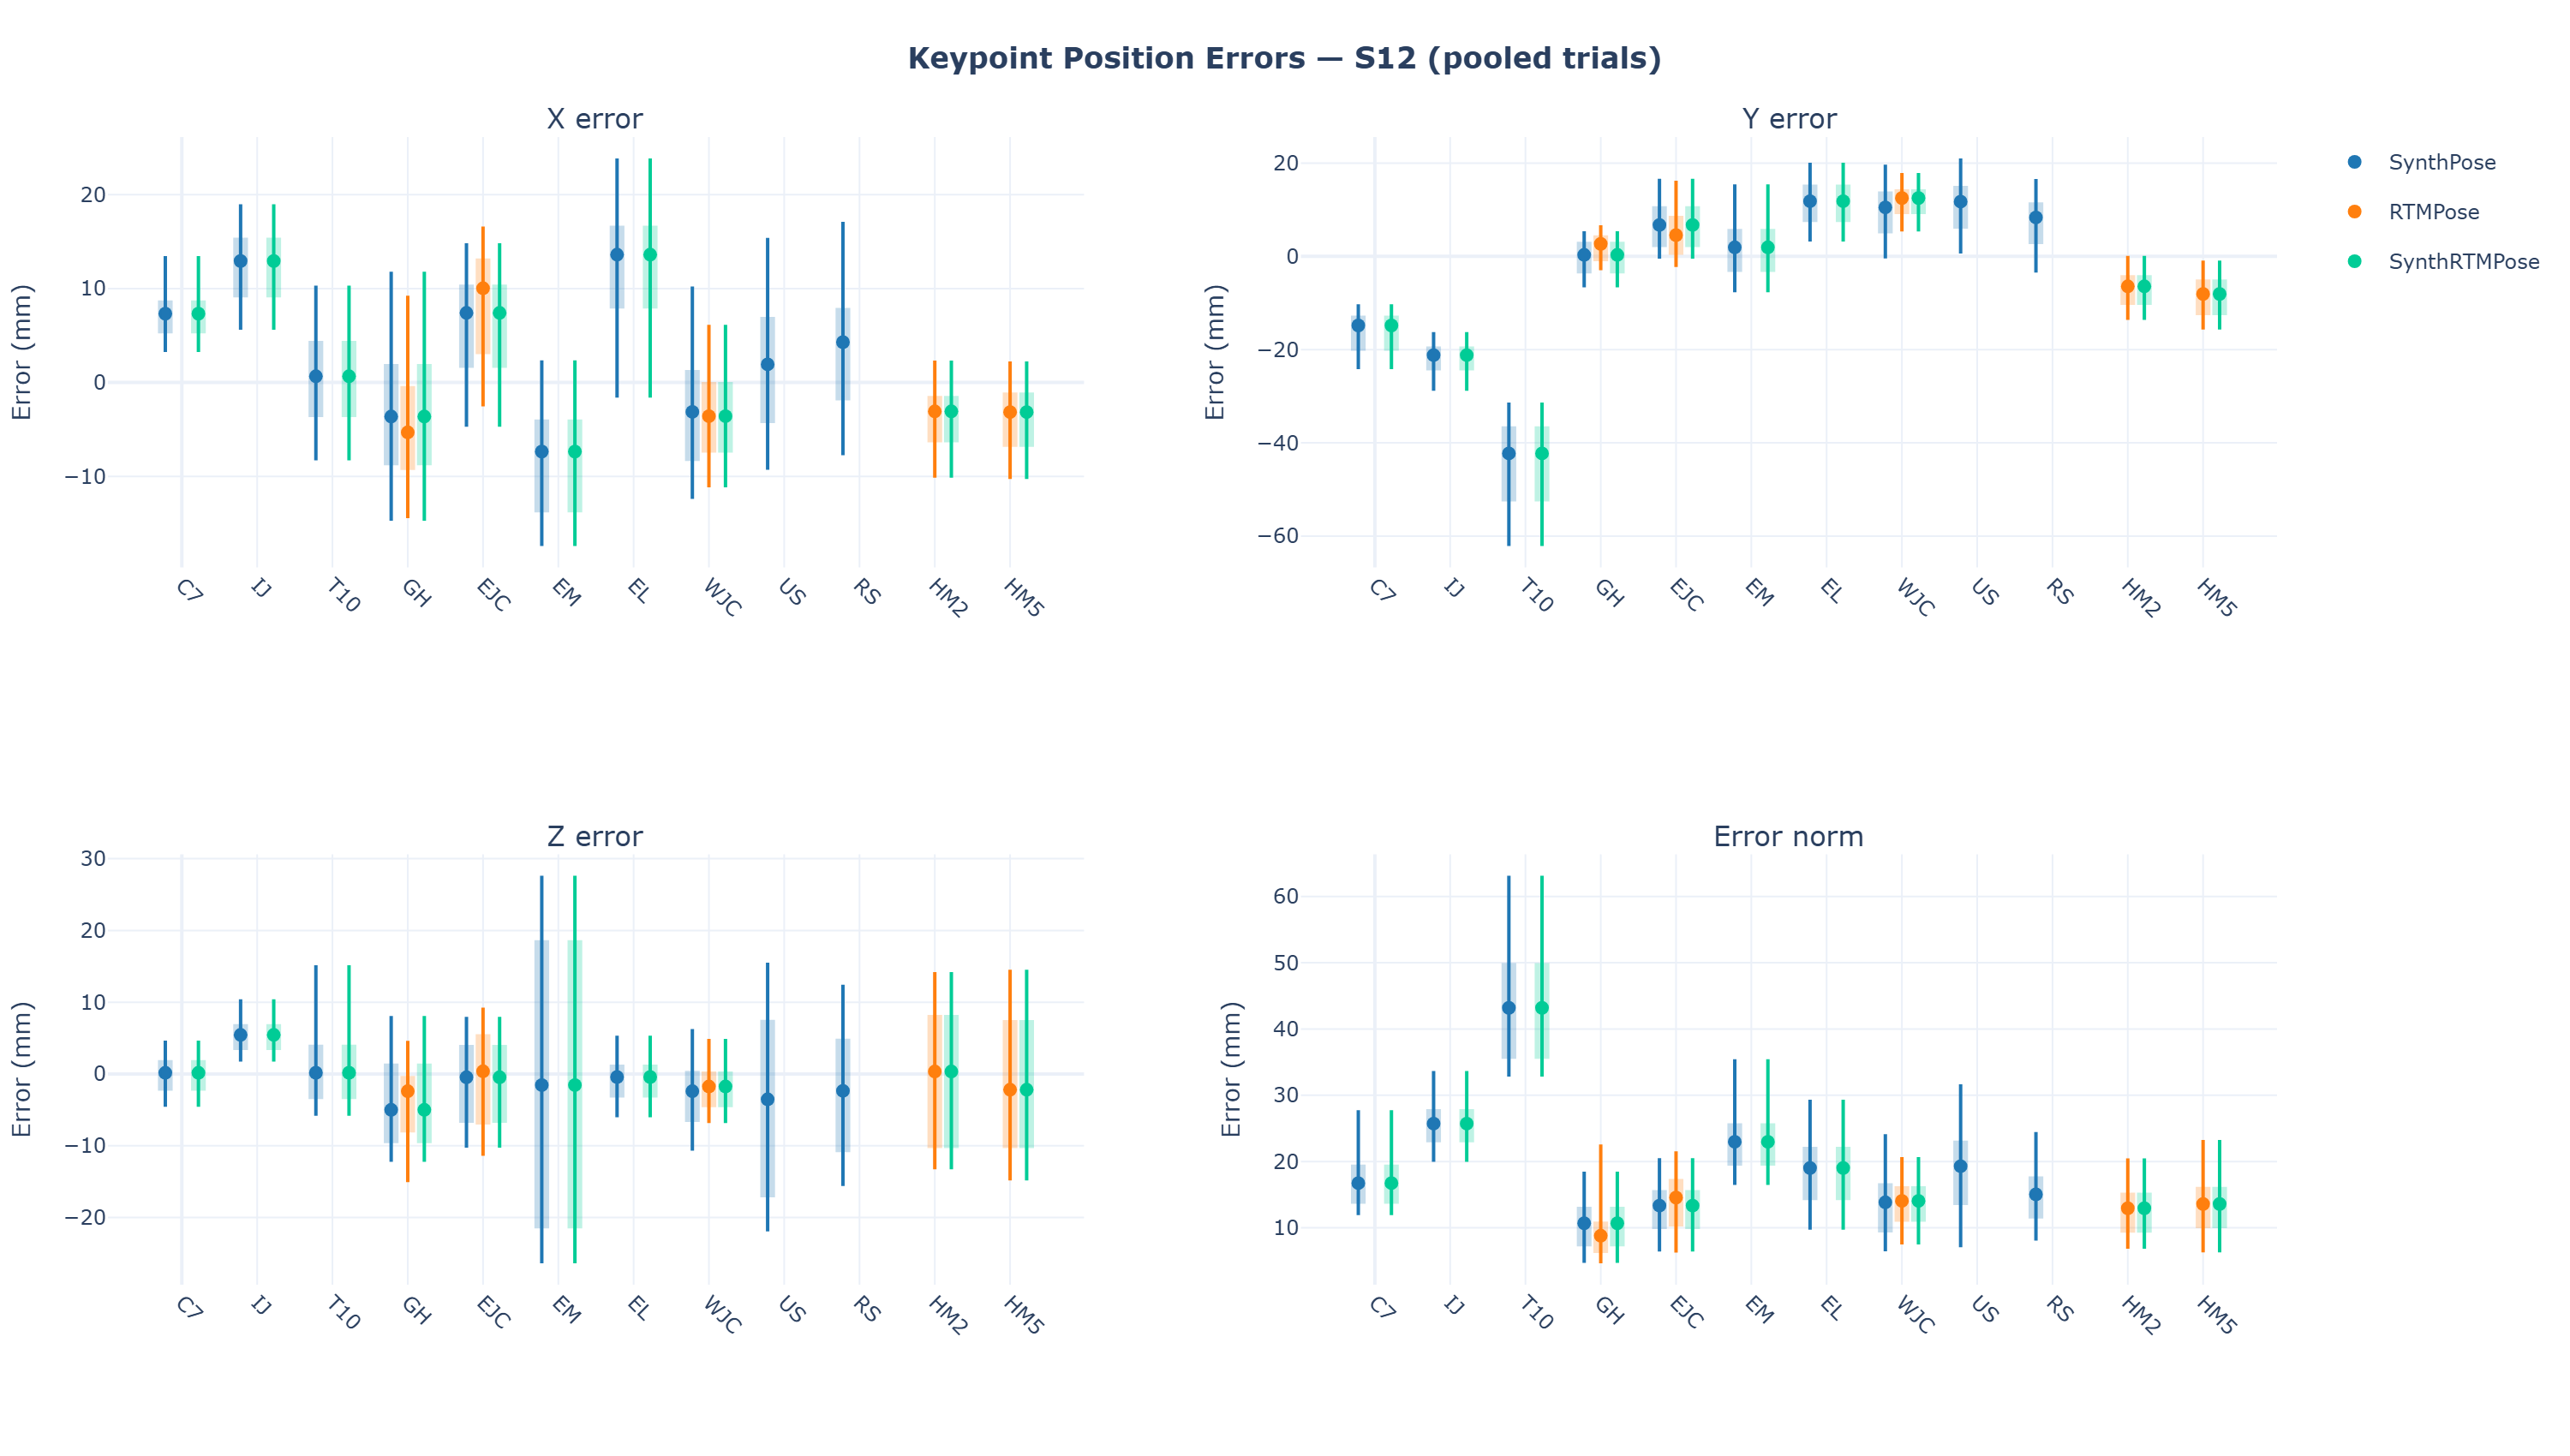 Keypoint Position Errors — S12 (pooled trials)
X error
Error (mm)
20
10
0
−10
C7
IJ
T10
GH
EJC
EM
EL
WJC
US
RS
HM2
HM5
Y error
Error (mm)
20
0
−20
−40
−60
C7
IJ
T10
GH
EJC
EM
EL
WJC
US
RS
HM2
HM5
SynthPose
RTMPose
SynthRTMPose
Z error
Error (mm)
30
20
10
0
−10
−20
C7
IJ
T10
GH
EJC
EM
EL
WJC
US
RS
HM2
HM5
Error norm
Error (mm)
60
50
40
30
20
10
C7
IJ
T10
GH
EJC
EM
EL
WJC
US
RS
HM2
HM5